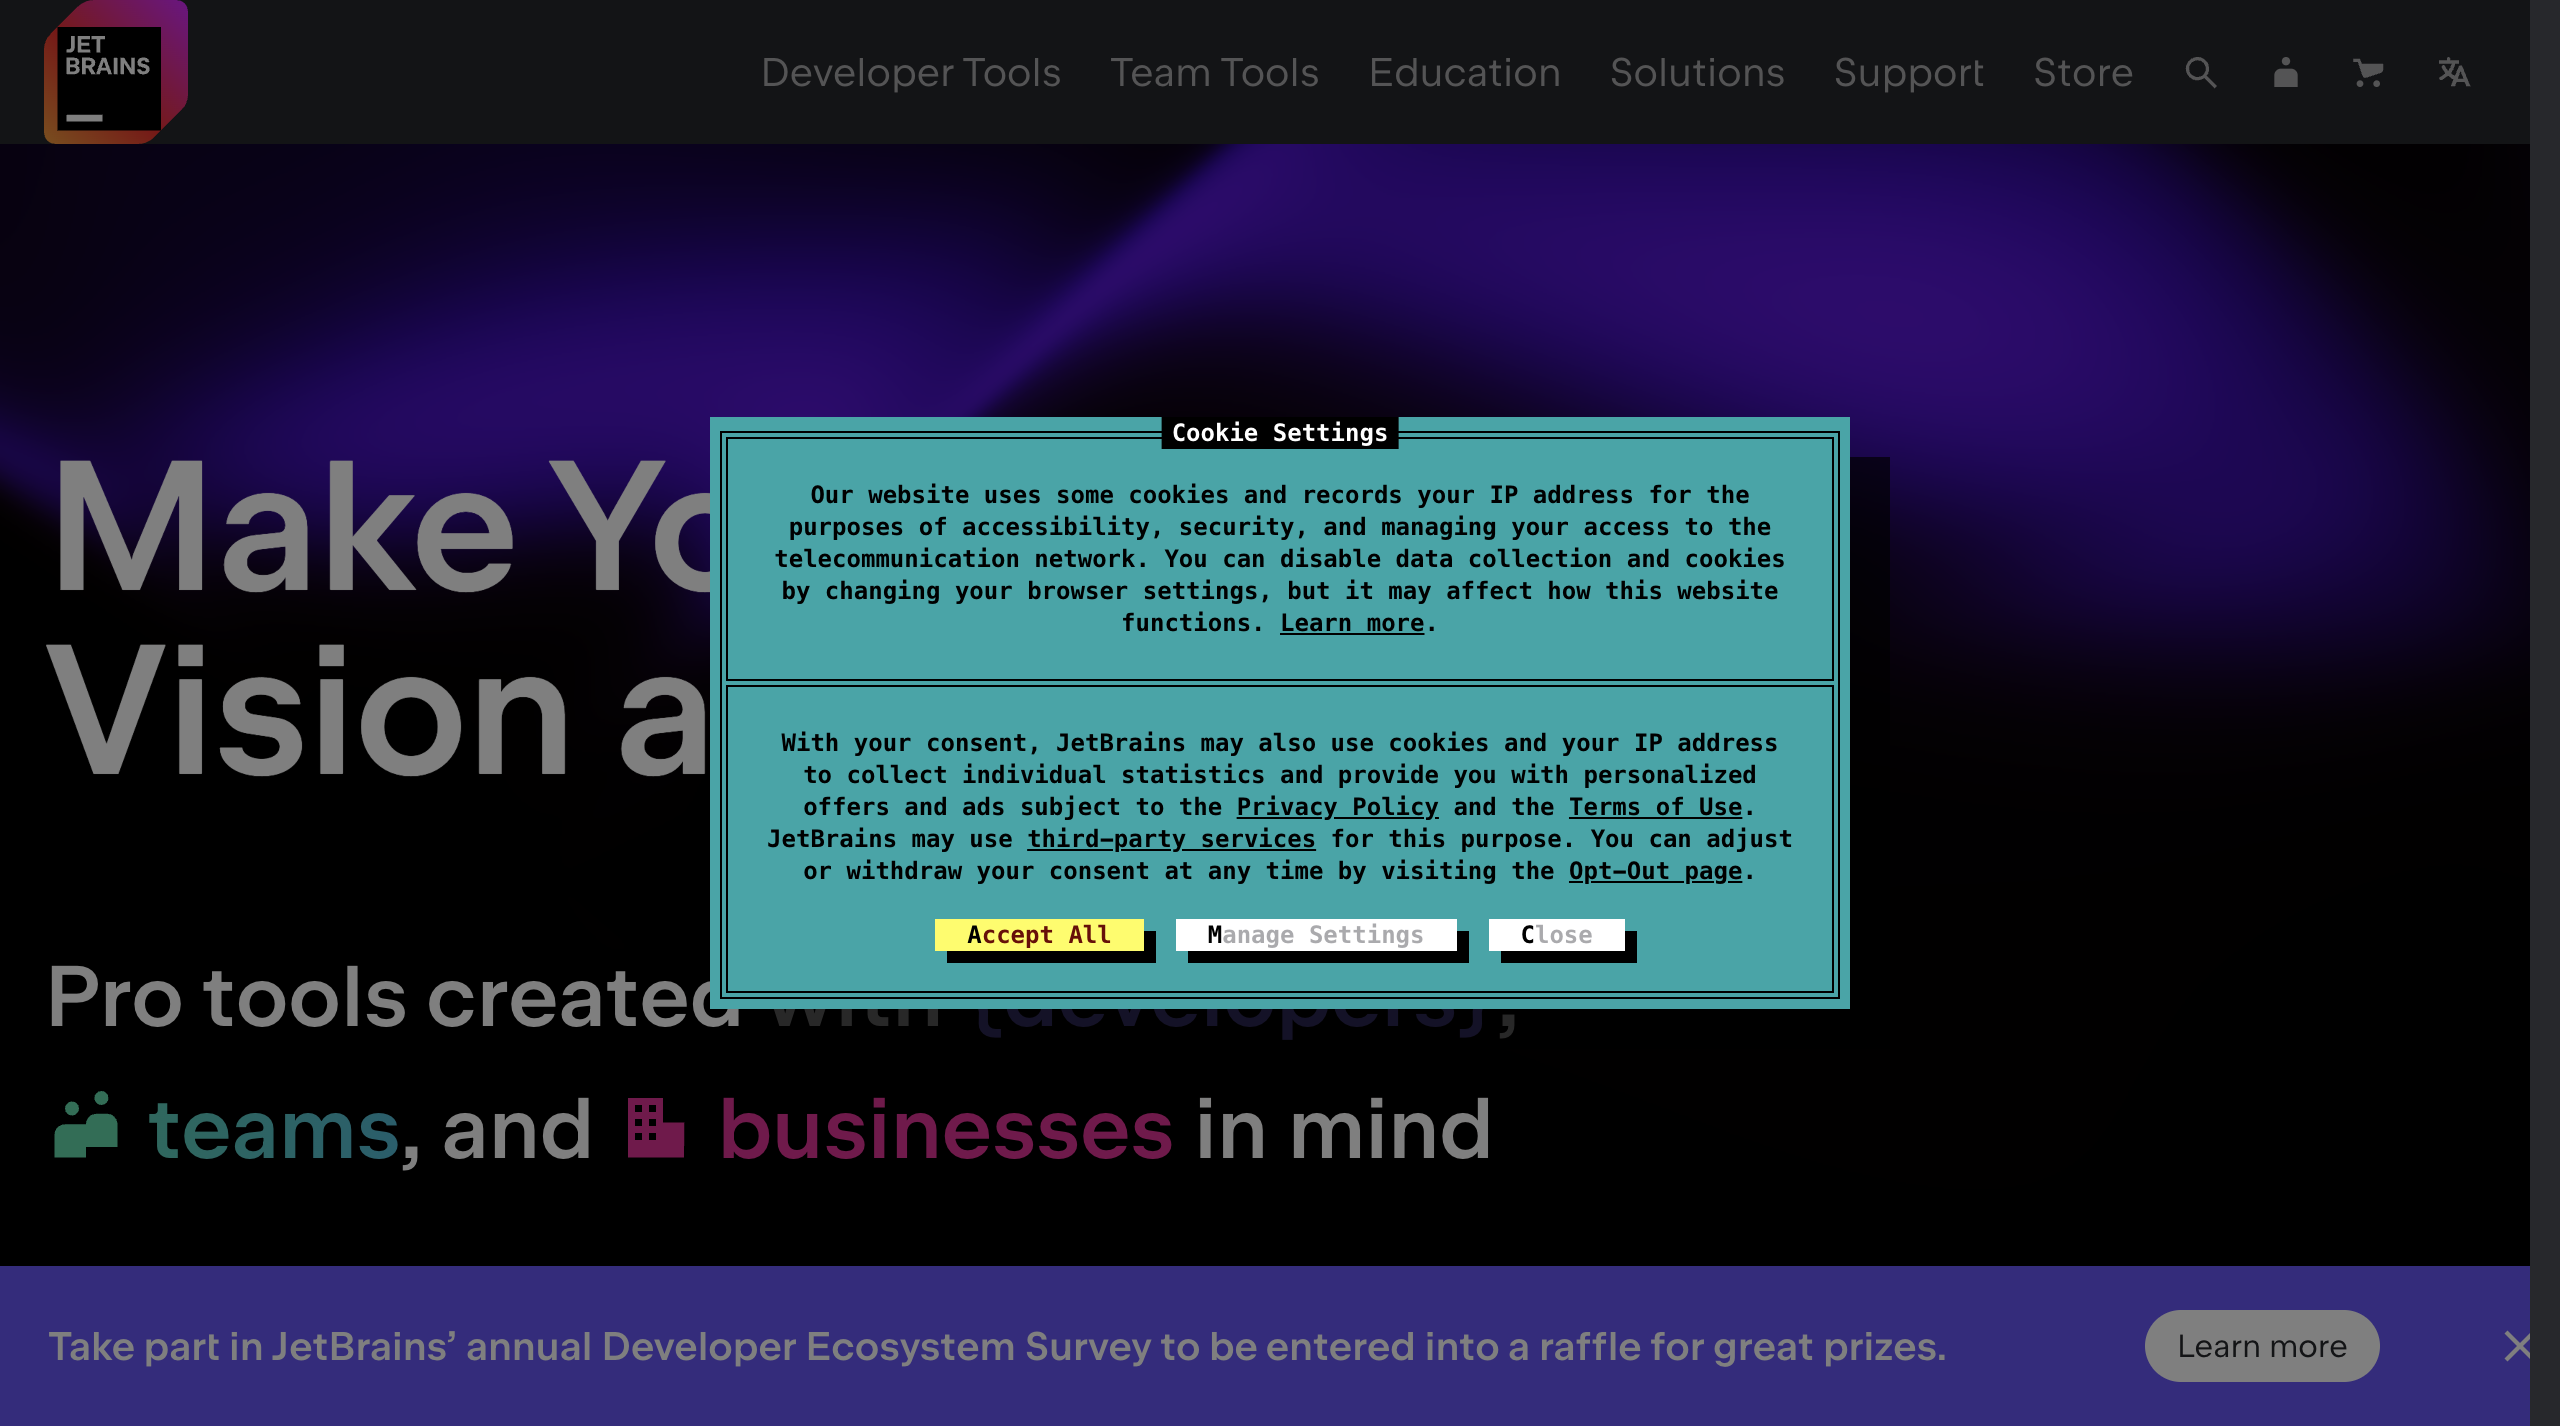 JET
BRAINS
Developer Tools
Team Tools
Education
Solutions
Support
Store
Make Yo
Vision a
Cookie Settings
Our website uses some cookies and records your IP address for the
purposes of accessibility, security, and managing your access to the
telecommunication network. You can disable data collection and cookies
by changing your browser settings, but it may affect how this website
functions. Learn more.
With your consent, JetBrains may also use cookies and your IP address
to collect individual statistics and provide you with personalized
offers and ads subject to the Privacy Policy and the Terms of Use.
JetBrains may use third-party services for this purpose. You can adjust
or withdraw your consent at any time by visiting the Opt-Out page.
Accept All
Manage Settings
Close
Pro tools created with {developers},
teams, and businesses in mind
Take part in JetBrains’ annual Developer Ecosystem Survey to be entered into a raffle for great prizes.
Learn more